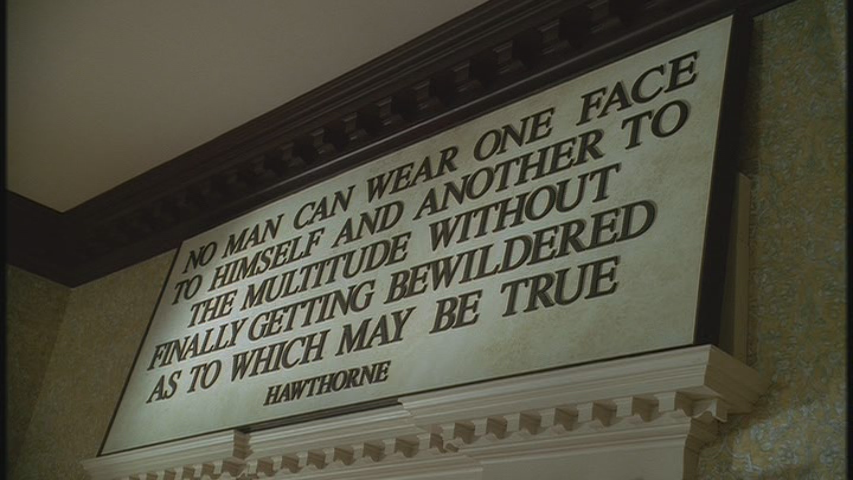 NO MAN CAN WEAR ONE FACE
TO HIMSELF AND ANOTHER TO
THE MULTITUDE WITHOUT
FINALLY GETTING BEWILDERED
AS TO WHICH MAY BE TRUE
HAWTHORNE